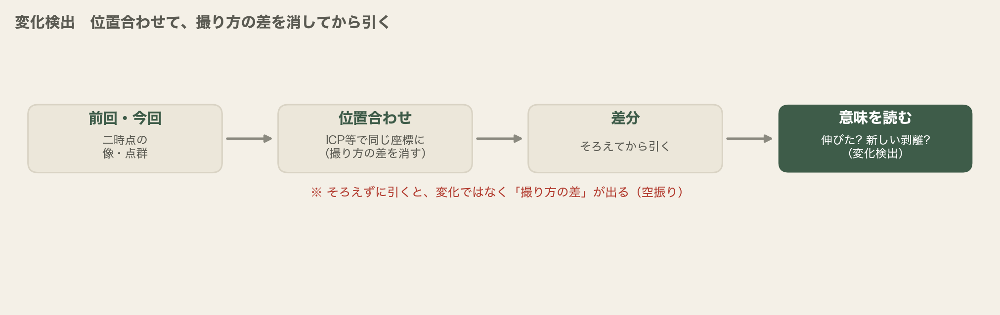 変化検出　位置合わせて、撮り方の差を消してから引く
前回・今回
二時点の
像・点群
位置合わせ
ICP等で同じ座標に
（撮り方の差を消す）
差分
そろえてから引く
意味を読む
伸びた? 新しい剥離?
（変化検出）
※ そろえずに引くと、変化ではなく「撮り方の差」が出る（空振り）